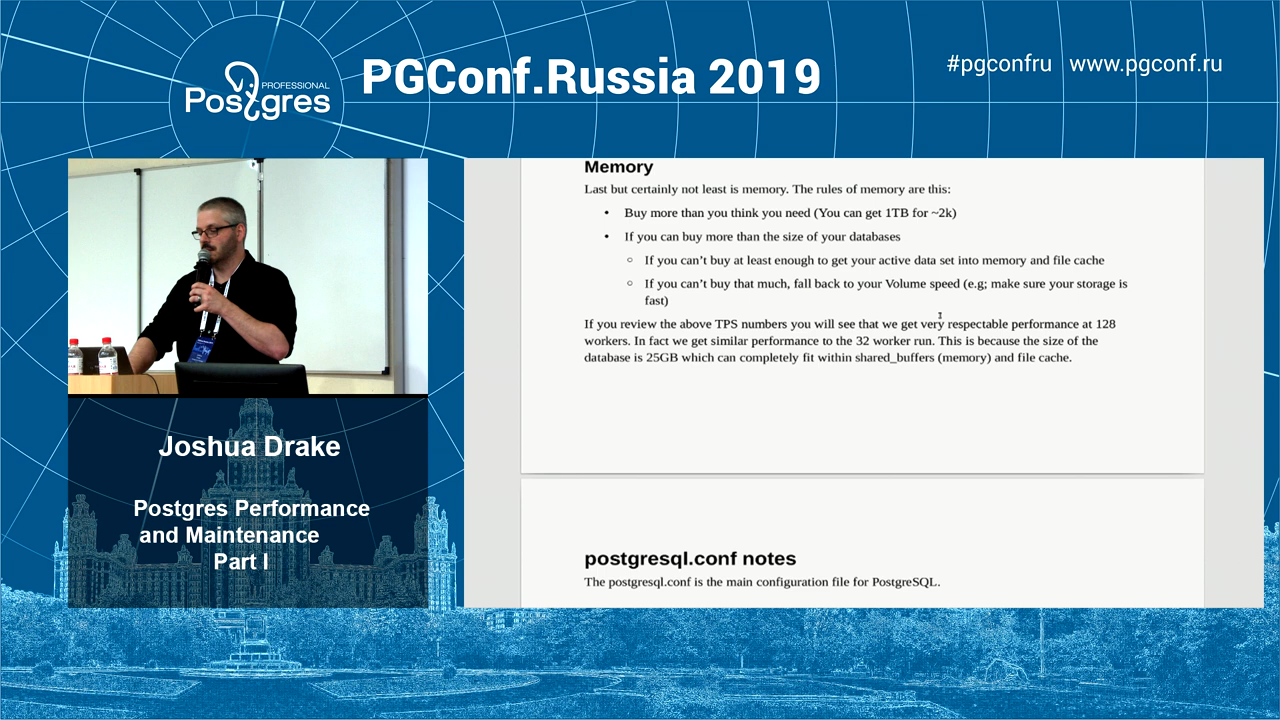 PROFESSIONAL
Postgres
PGConf.Russia 2019
#pgconfru www.pgconf.ru
Joshua Drake
Postgres Performance
and Maintenance
Part I
Memory
Last but certainly not least is memory. The rules of memory are this:
• Buy more than you think you need (You can get 1TB for ~2k)
• If you can buy more than the size of your databases
○ If you can’t buy at least enough to get your active data set into memory and file cache
○ If you can’t buy that much, fall back to your Volume speed (e.g; make sure your storage is
fast)
If you review the above TPS numbers you will see that we get very respectable performance at 128
workers. In fact we get similar performance to the 32 worker run. This is because the size of the
database is 25GB which can completely fit within shared_buffers (memory) and file cache.
postgresql.conf notes
The postgresql.conf is the main configuration file for PostgreSQL.